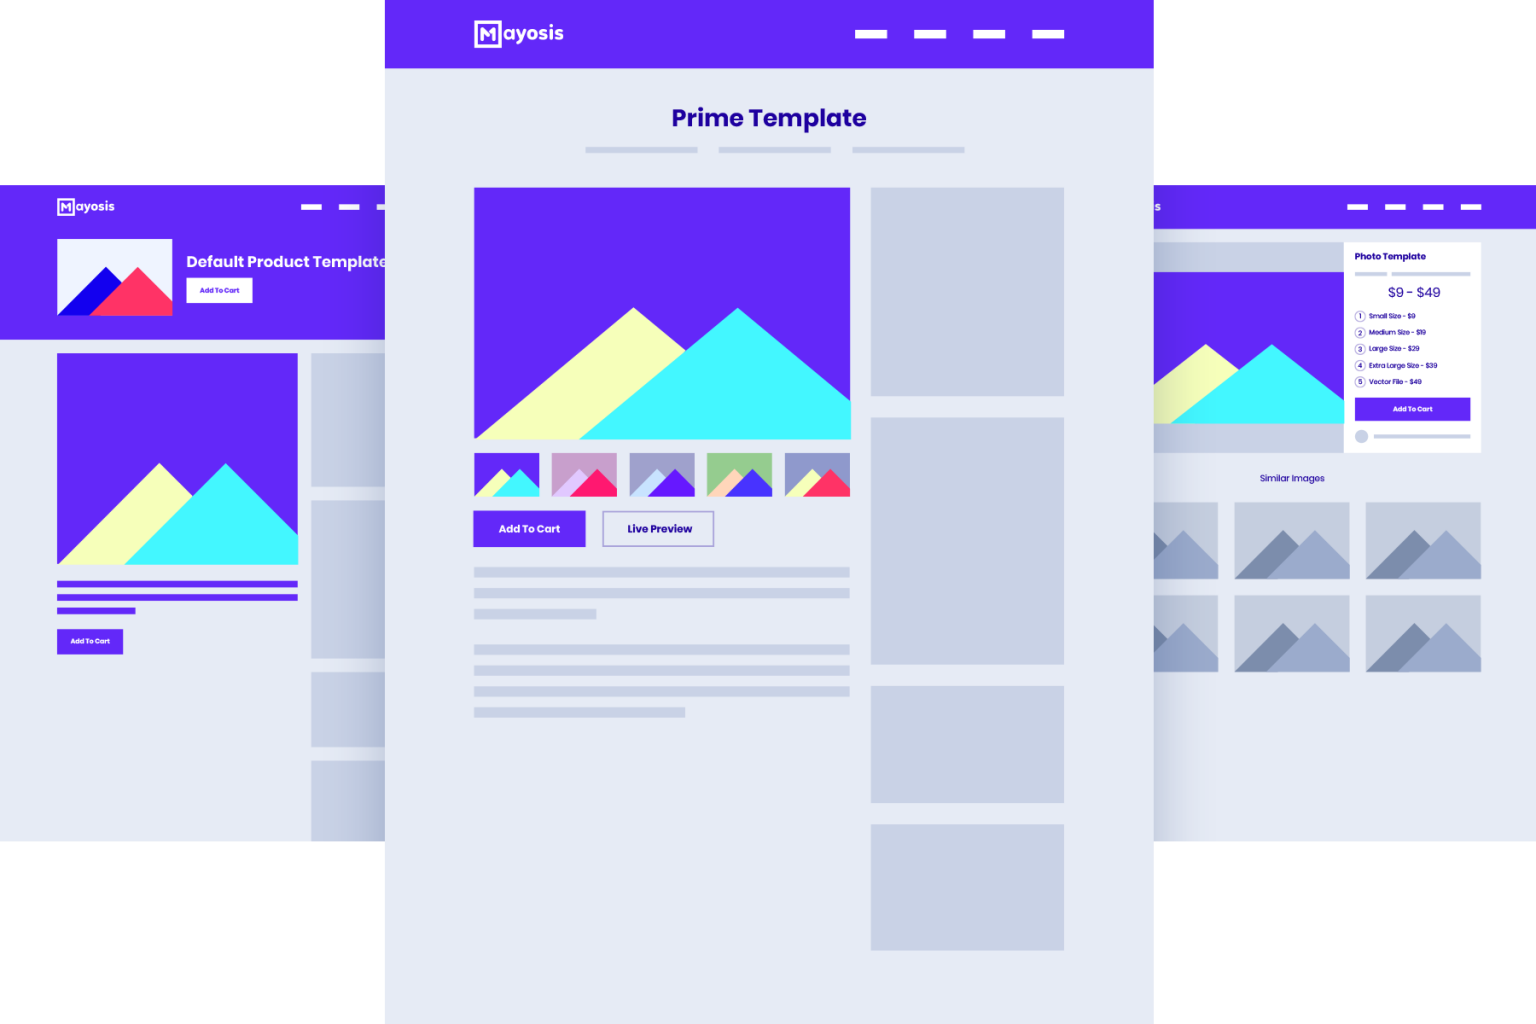 Mayosis
Prime Template
Add To Cart
Live Preview
Mayosis
Default Product Template
Add To Cart
Add To Cart
s
Photo Template
$9 - $49
1 Small Size - $9
2 Medium Size - $19
3 Large Size - $29
4 Extra Large Size - $39
5 Vector File - $49
Add To Cart
Similar Images